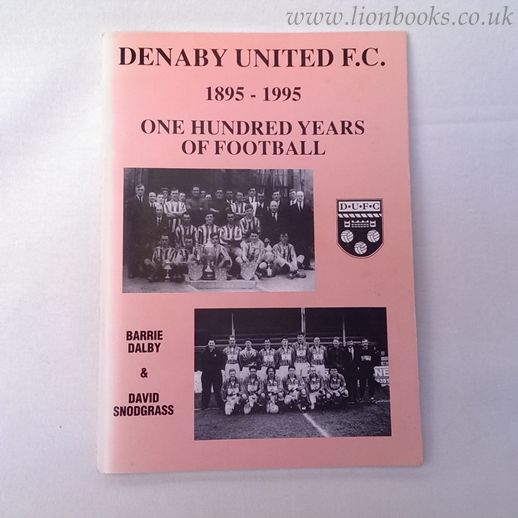 www.lionbooks.co.uk
DENABY UNITED F.C.
1895 - 1995
ONE HUNDRED YEARS
OF FOOTBALL
D•U•F•C
BARRIE
DALBY
&
DAVID
SNODGRASS